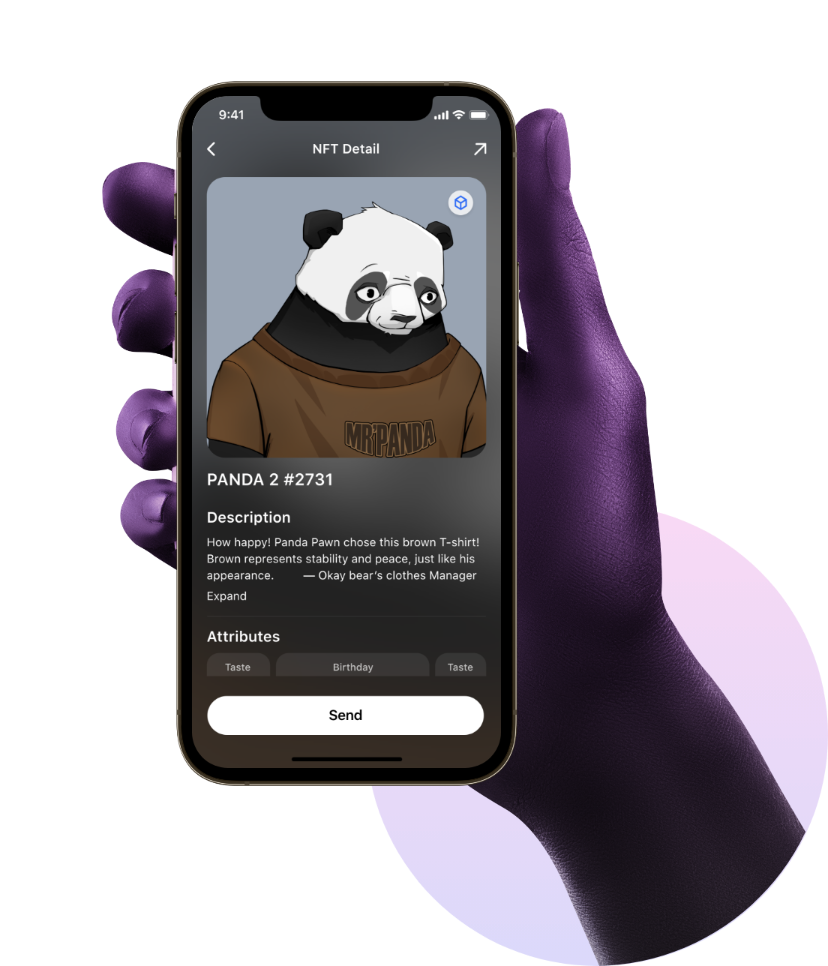 9:41
NFT Detail
MR PANDA
PANDA 2 #2731
Description
How happy! Panda Pawn chose this brown T-shirt!
Brown represents stability and peace, just like his
appearance. — Okay bear's clothes Manager
Expand
Attributes
Taste Birthday Taste
Send